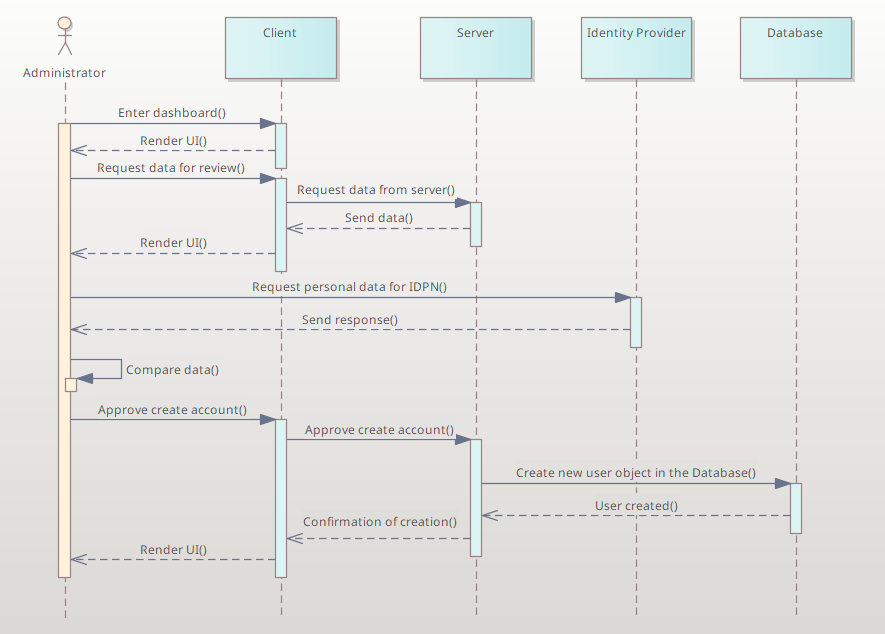 Client
Server
Identity Provider
Database
Administrator
Enter dashboard()
Render UI()
Request data for review()
Request data from server()
Send data()
Render UI()
Request personal data for IDPN()
Send response()
Compare data()
Approve create account()
Approve create account()
Create new user object in the Database()
User created()
Confirmation of creation()
Render UI()